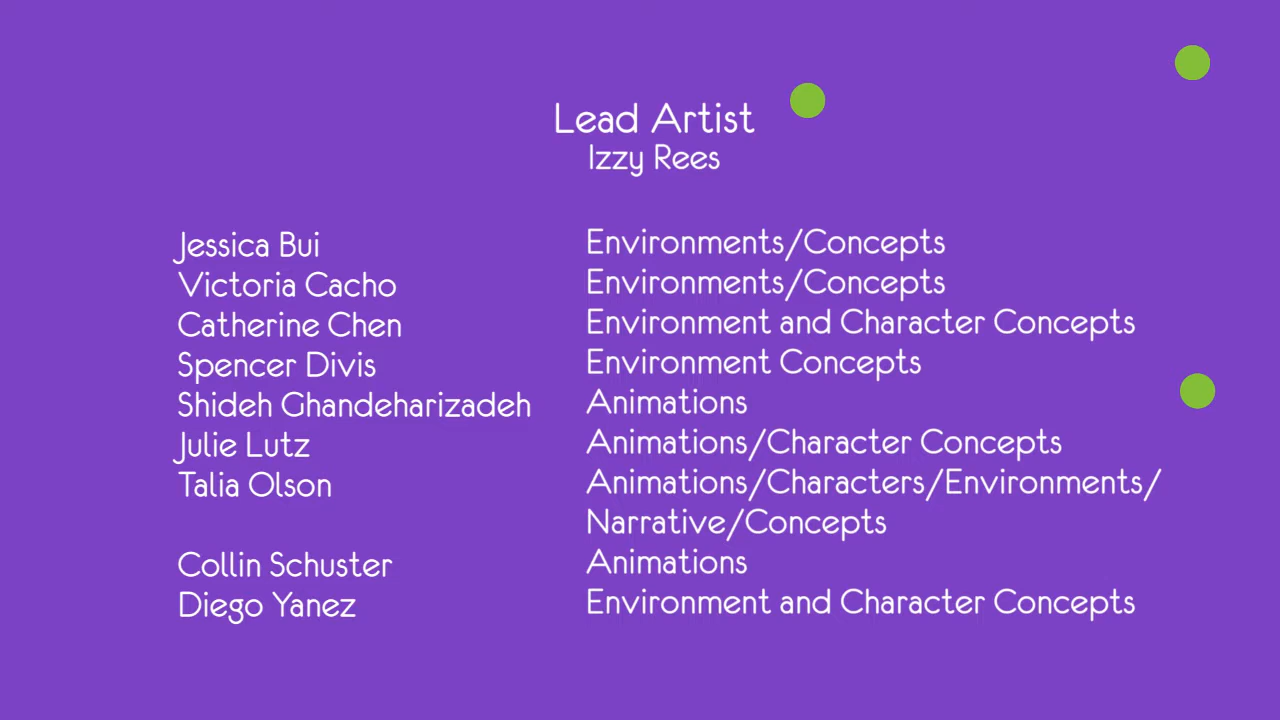 Lead Artist
Izzy Rees
Jessica Bui Environments/Concepts
Victoria Cacho Environments/Concepts
Catherine Chen Environment and Character Concepts
Spencer Divis Environment Concepts
Shideh Ghandeharizadeh Animations
Julie Lutz Animations/Character Concepts
Talia Olson Animations/Characters/Environments/
Narrative/Concepts
Collin Schuster Animations
Diego Yanez Environment and Character Concepts